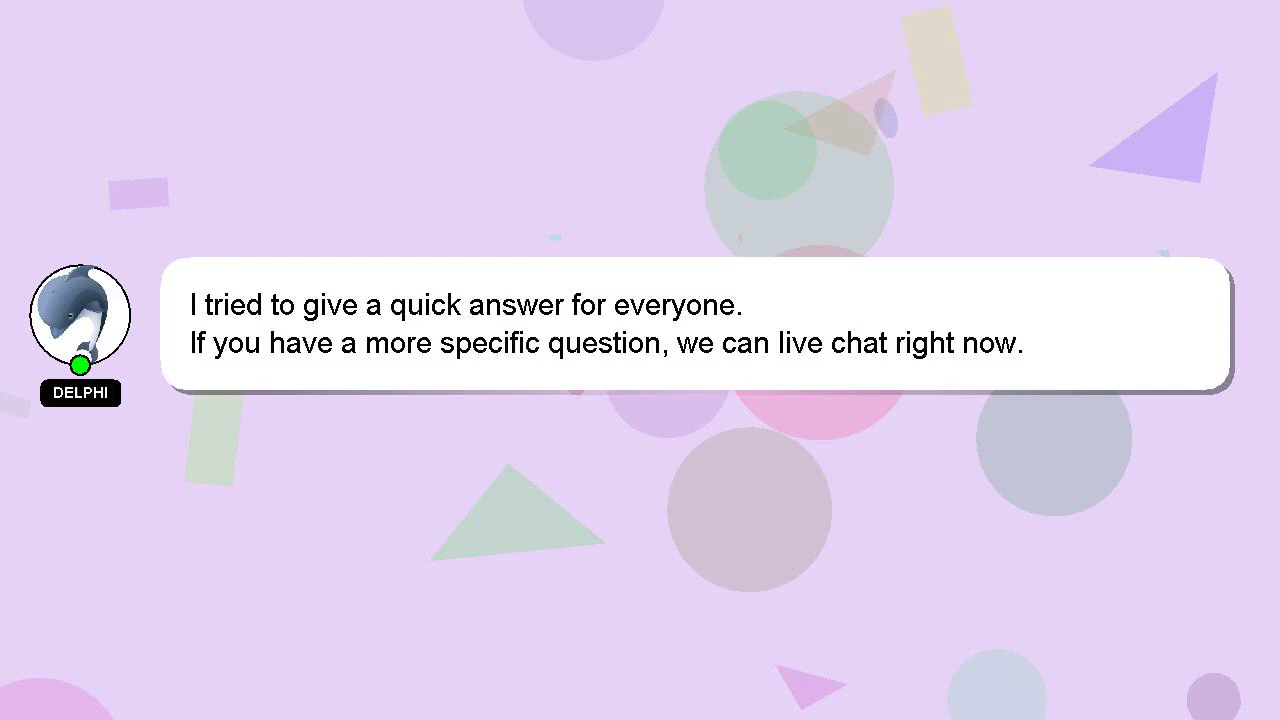 I tried to give a quick answer for everyone.
If you have a more specific question, we can live chat right now.
DELPHI